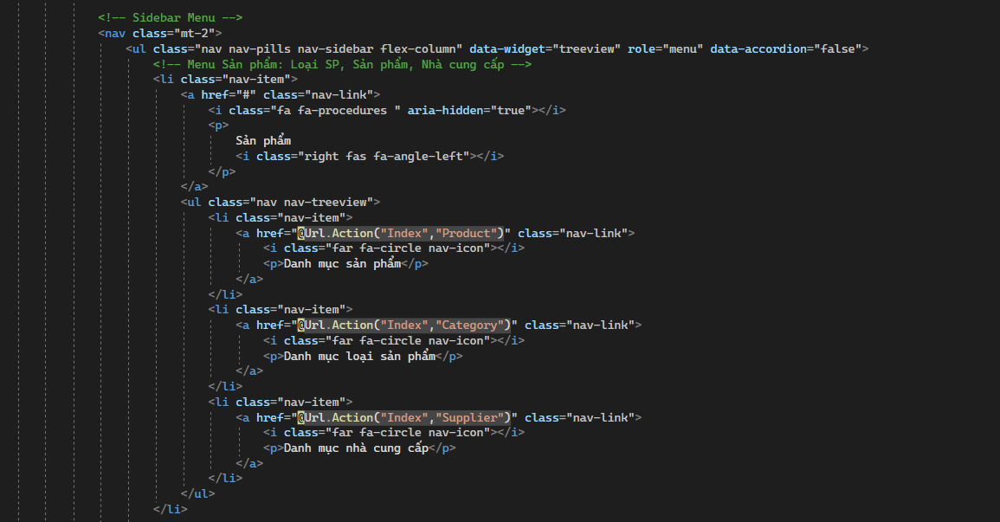 <!-- Sidebar Menu -->
<nav class="mt-2">
<ul class="nav nav-pills nav-sidebar flex-column" data-widget="treeview" role="menu" data-accordion="false">
<!-- Menu Sản phẩm: Loại SP, Sản phẩm, Nhà cung cấp -->
<li class="nav-item">
<a href="#" class="nav-link">
<i class="fa fa-procedures " aria-hidden="true"></i>
<p>
Sản phẩm
<i class="right fas fa-angle-left"></i>
</p>
</a>
<ul class="nav nav-treeview">
<li class="nav-item">
<a href="@Url.Action("Index","Product")" class="nav-link">
<i class="far fa-circle nav-icon"></i>
<p>Danh mục sản phẩm</p>
</a>
</li>
<li class="nav-item">
<a href="@Url.Action("Index","Category")" class="nav-link">
<i class="far fa-circle nav-icon"></i>
<p>Danh mục loại sản phẩm</p>
</a>
</li>
<li class="nav-item">
<a href="@Url.Action("Index","Supplier")" class="nav-link">
<i class="far fa-circle nav-icon"></i>
<p>Danh mục nhà cung cấp</p>
</a>
</li>
</ul>
</li>